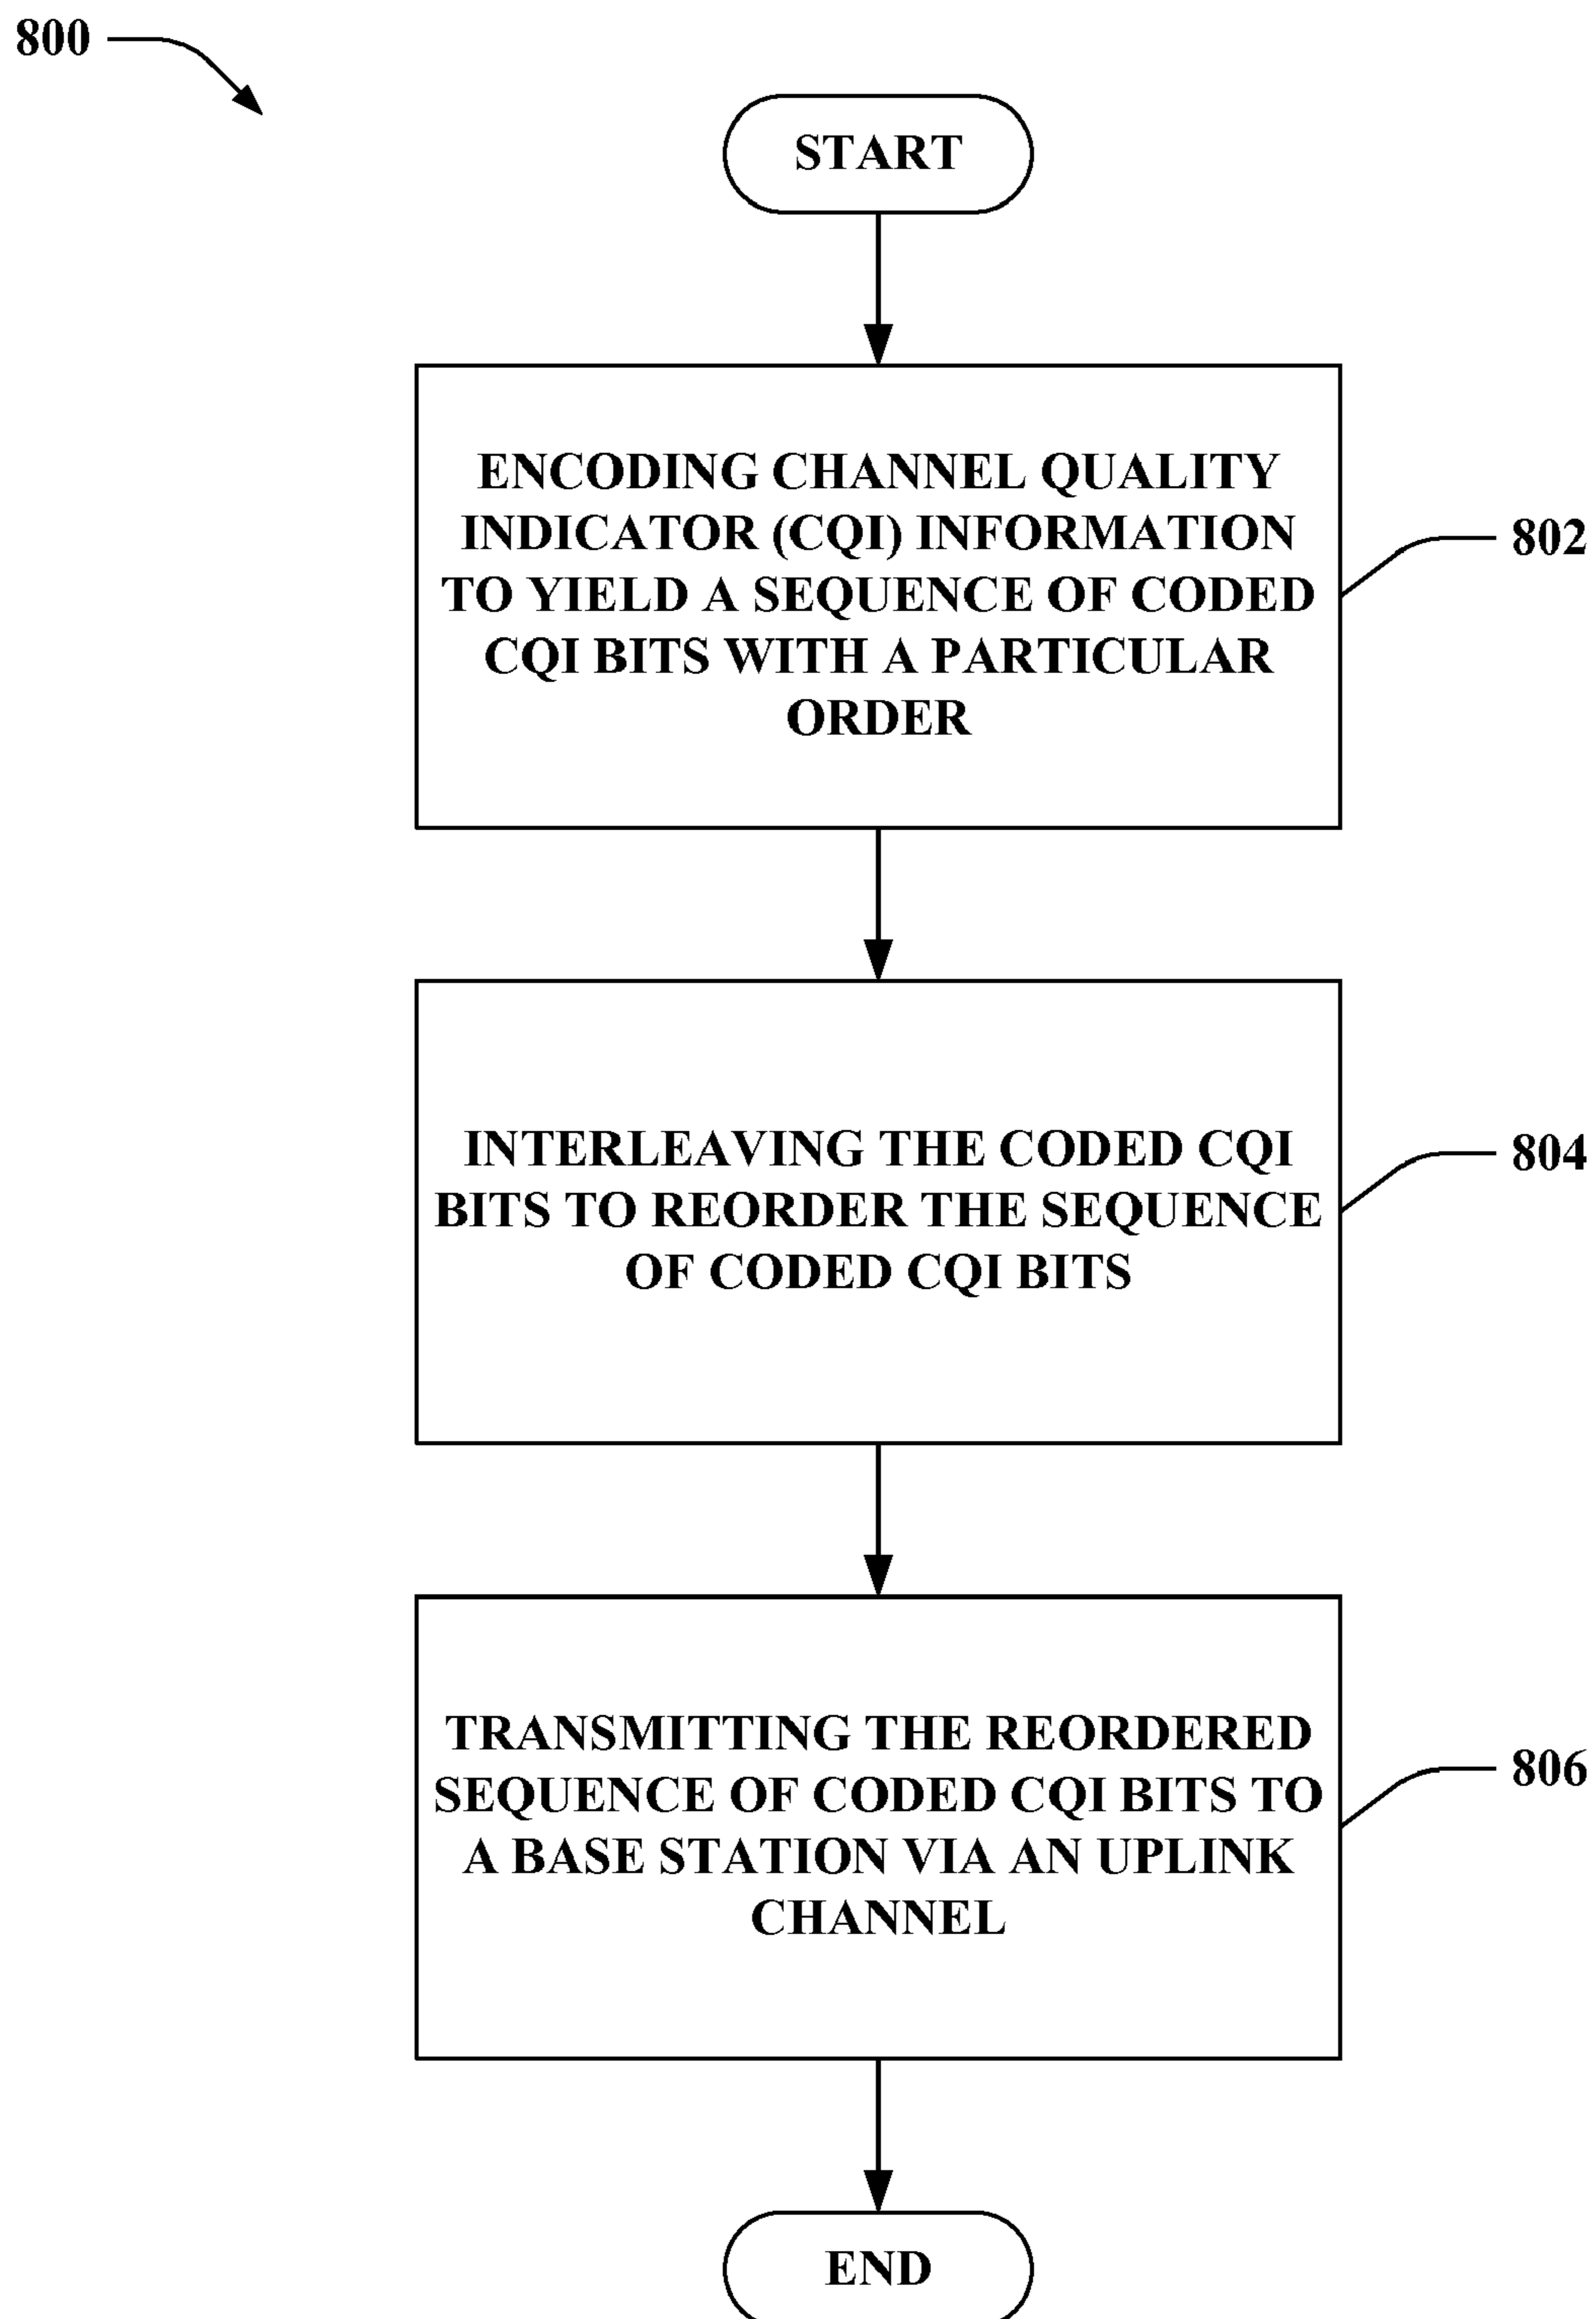 800
START
ENCODING CHANNEL QUALITY
INDICATOR (CQI) INFORMATION
TO YIELD A SEQUENCE OF CODED
CQI BITS WITH A PARTICULAR
ORDER
802
INTERLEAVING THE CODED CQI
BITS TO REORDER THE SEQUENCE
OF CODED CQI BITS
804
TRANSMITTING THE REORDERED
SEQUENCE OF CODED CQI BITS TO
A BASE STATION VIA AN UPLINK
CHANNEL
806
END